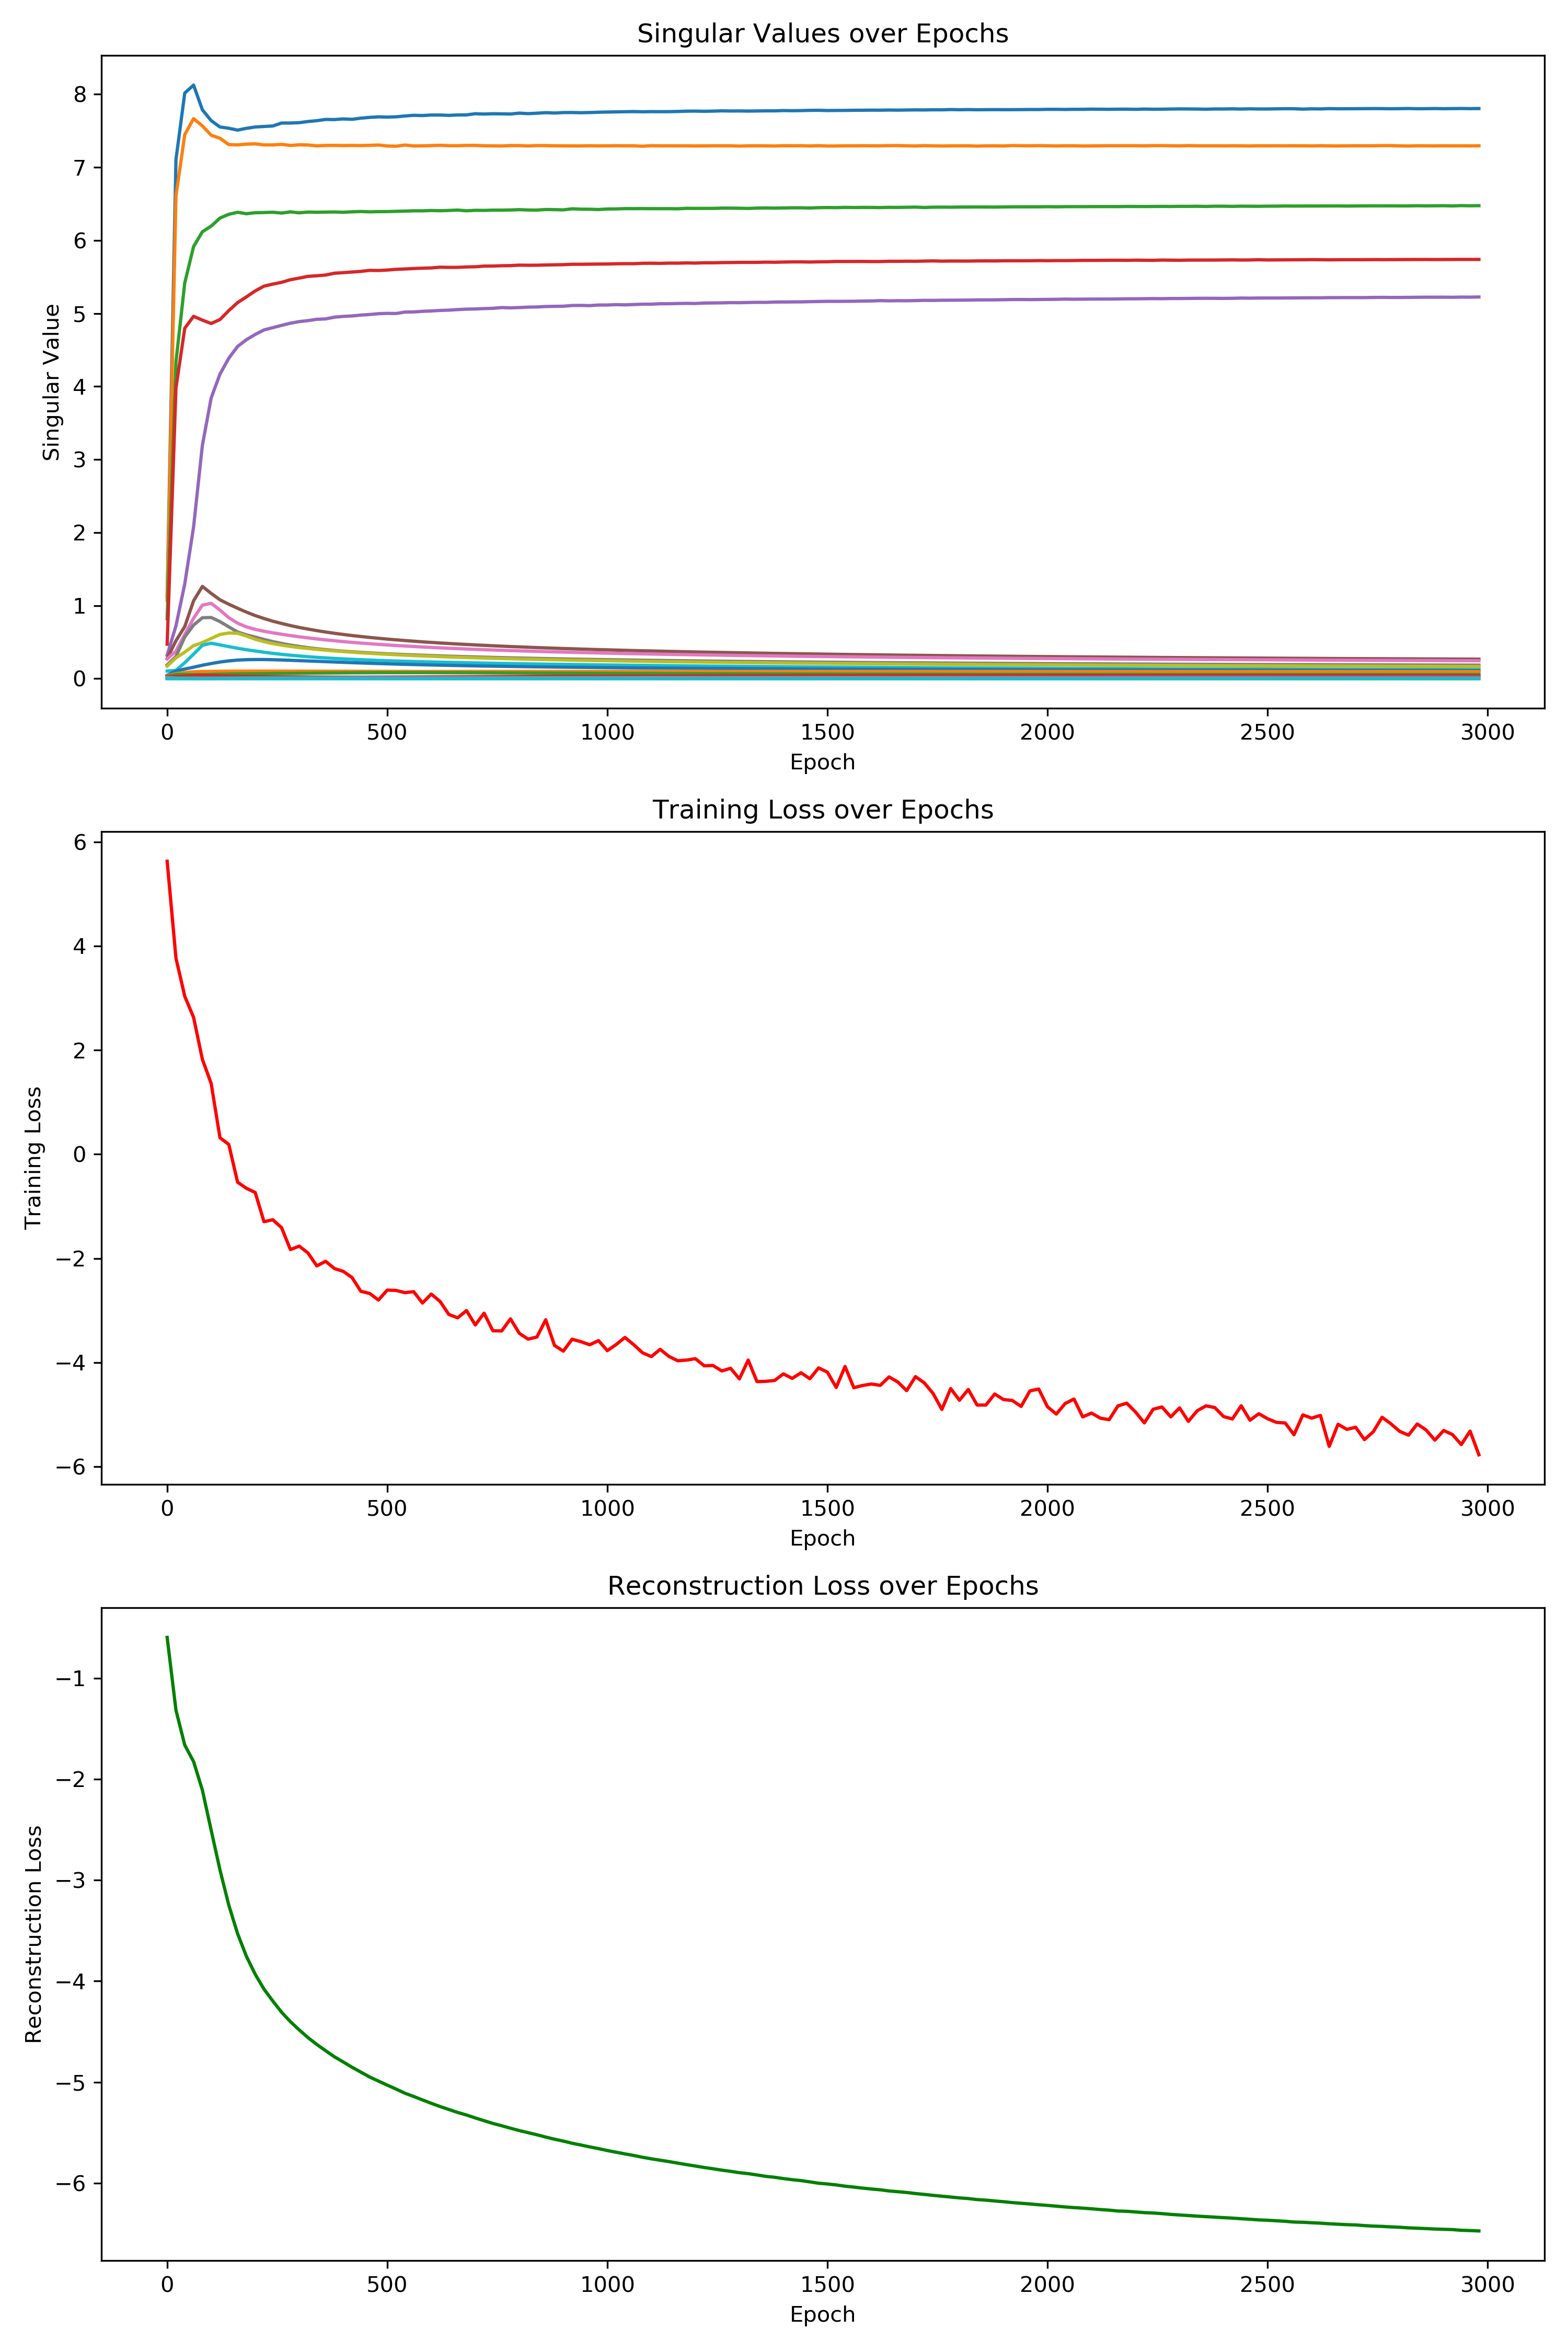 Singular Values over Epochs
Singular Value
8
7
6
5
4
3
2
1
0
0 500 1000 1500 2000 2500 3000
Epoch
Training Loss over Epochs
Training Loss
6
4
2
0
−2
−4
−6
0 500 1000 1500 2000 2500 3000
Epoch
Reconstruction Loss over Epochs
Reconstruction Loss
−1
−2
−3
−4
−5
−6
0 500 1000 1500 2000 2500 3000
Epoch